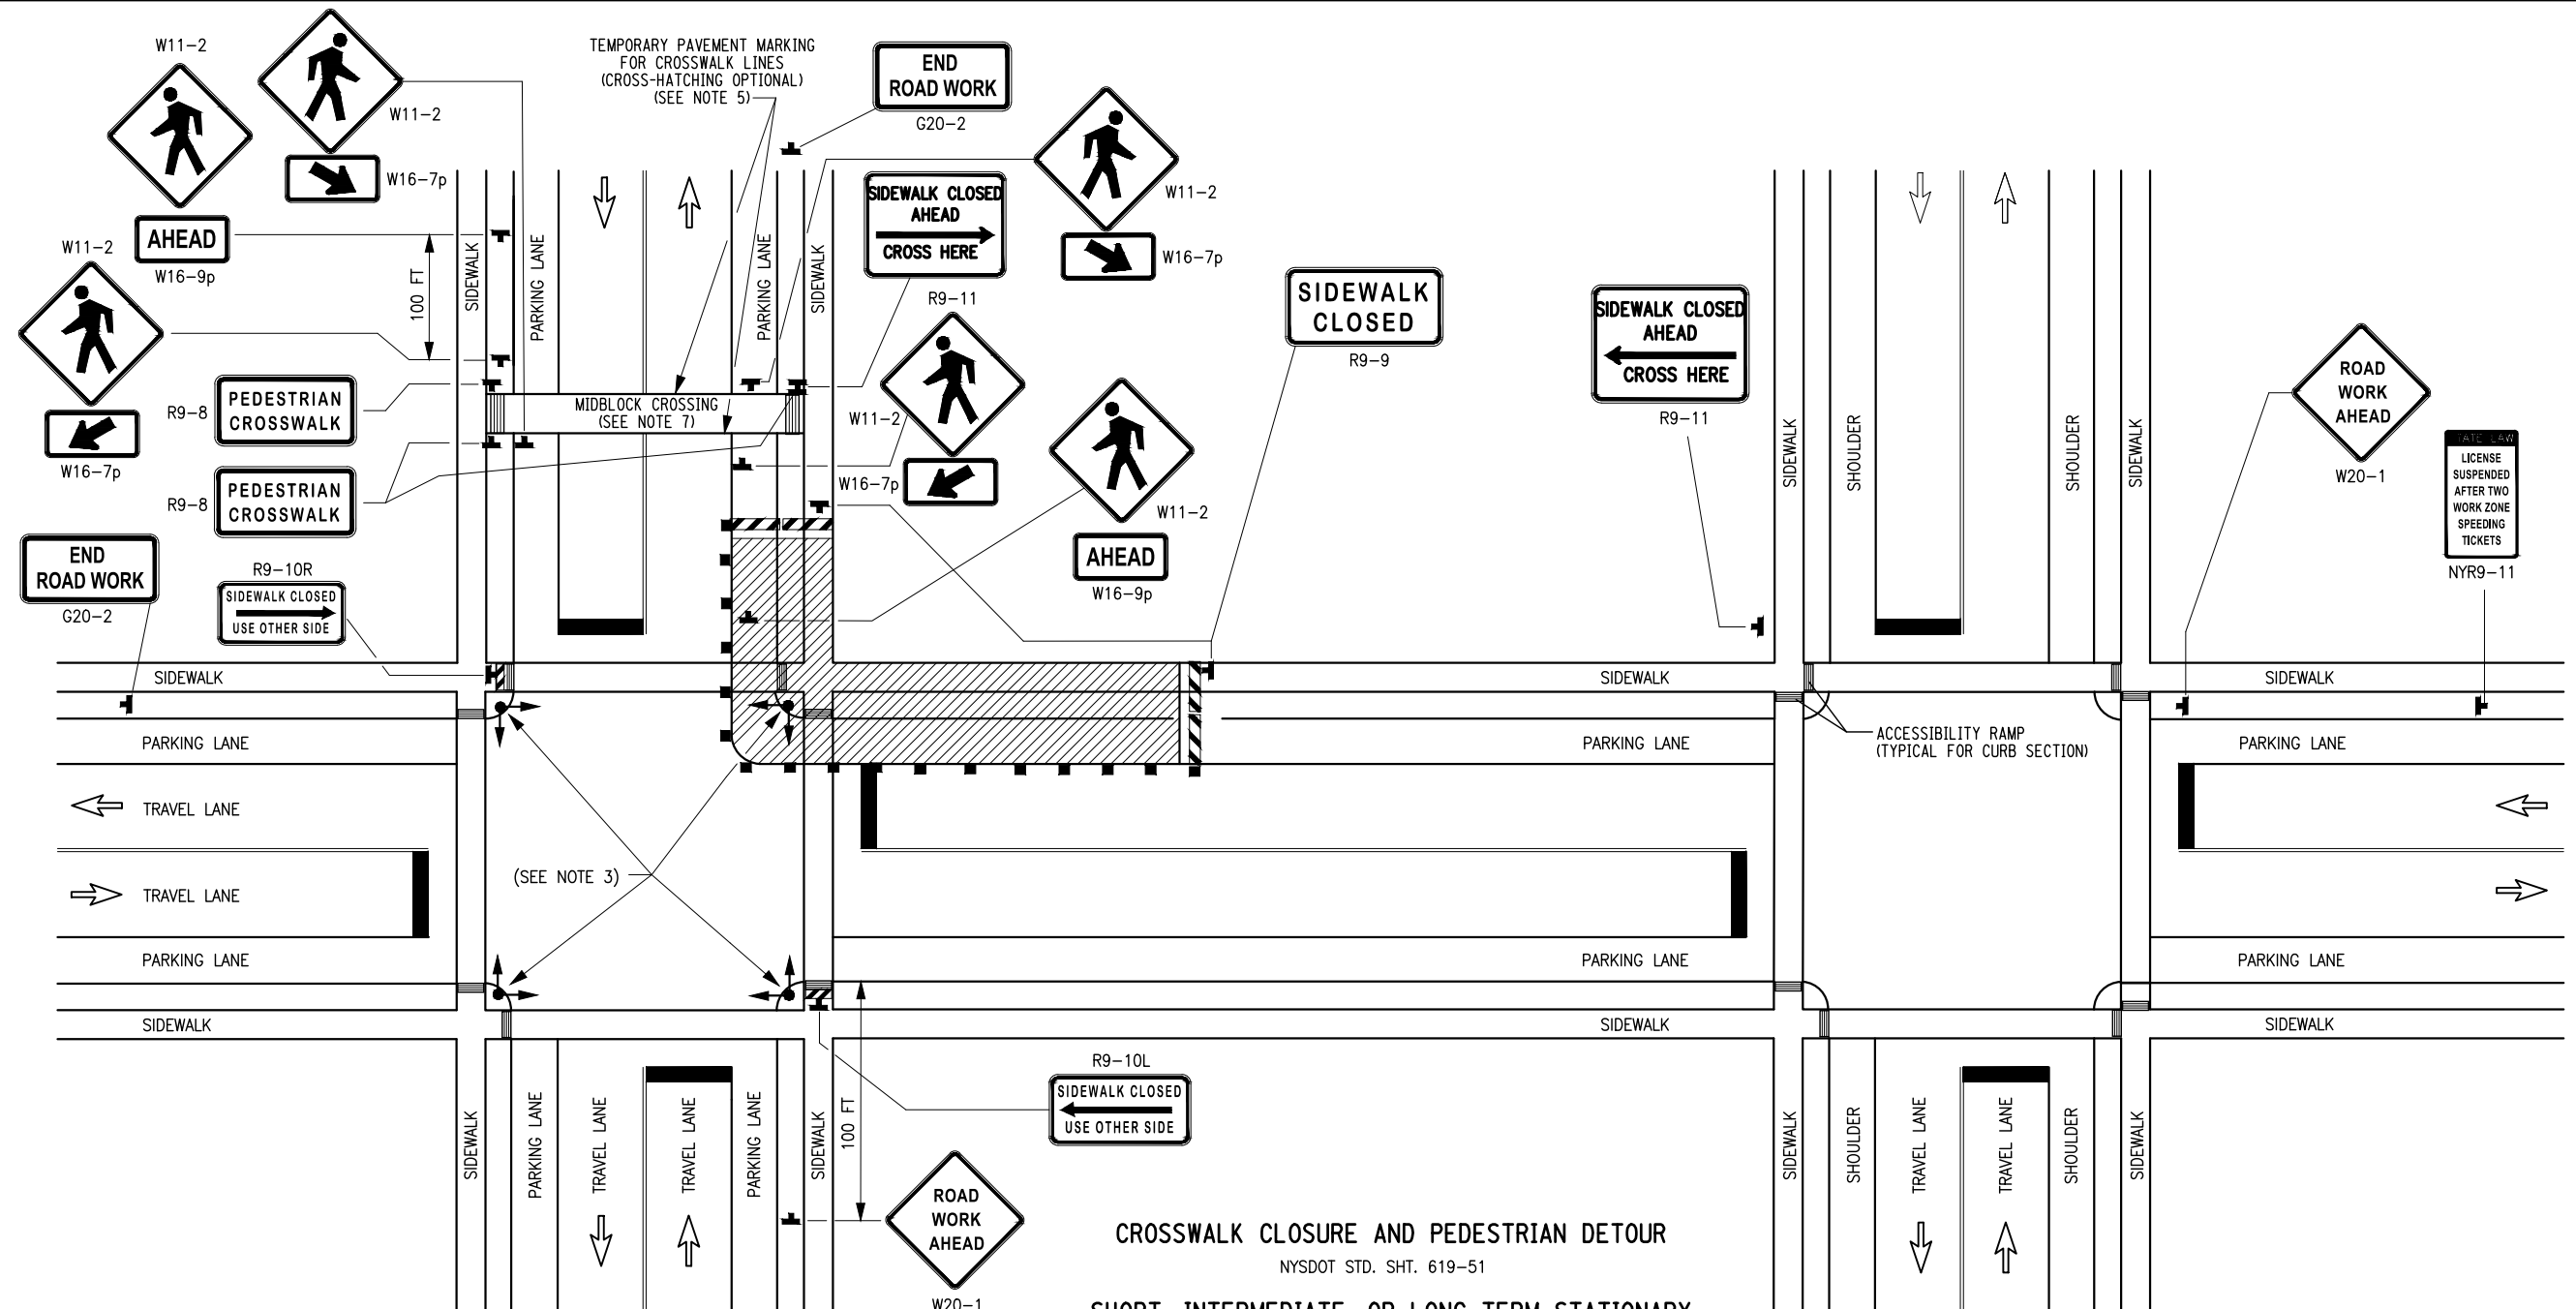 W11-2
W11-2
W16-7p
AHEAD
W16-9p
W11-2
W16-7p
100 FT
SIDEWALK
PARKING LANE
PEDESTRIAN
CROSSWALK
R9-8
PEDESTRIAN
CROSSWALK
R9-8
END
ROAD WORK
G20-2
R9-10R
SIDEWALK CLOSED
USE OTHER SIDE
TEMPORARY PAVEMENT MARKING
FOR CROSSWALK LINES
(CROSS-HATCHING OPTIONAL)
(SEE NOTE 5)
END
ROAD WORK
G20-2
PARKING LANE
SIDEWALK
SIDEWALK CLOSED
AHEAD
CROSS HERE
R9-11
W11-2
W16-7p
MIDBLOCK CROSSING
(SEE NOTE 7)
W11-2
W16-7p
W11-2
AHEAD
W16-9p
SIDEWALK
CLOSED
R9-9
SIDEWALK CLOSED
AHEAD
CROSS HERE
R9-11
SIDEWALK
SHOULDER
SHOULDER
SIDEWALK
ROAD
WORK
AHEAD
W20-1
TATE LAW
LICENSE
SUSPENDED
AFTER TWO
WORK ZONE
SPEEDING
TICKETS
NYR9-11
SIDEWALK
SIDEWALK
SIDEWALK
PARKING LANE
PARKING LANE
ACCESSIBILITY RAMP
(TYPICAL FOR CURB SECTION)
PARKING LANE
TRAVEL LANE
(SEE NOTE 3)
TRAVEL LANE
PARKING LANE
PARKING LANE
PARKING LANE
SIDEWALK
SIDEWALK
SIDEWALK
R9-10L
SIDEWALK CLOSED
USE OTHER SIDE
SIDEWALK
PARKING LANE
TRAVEL LANE
TRAVEL LANE
PARKING LANE
SIDEWALK
100 FT
SIDEWALK
SHOULDER
TRAVEL LANE
TRAVEL LANE
SHOULDER
SIDEWALK
ROAD
WORK
AHEAD
W20-1
CROSSWALK CLOSURE AND PEDESTRIAN DETOUR
NYSDOT STD. SHT. 619-51
SHORT, INTERMEDIATE, OR LONG TERM STATIONARY